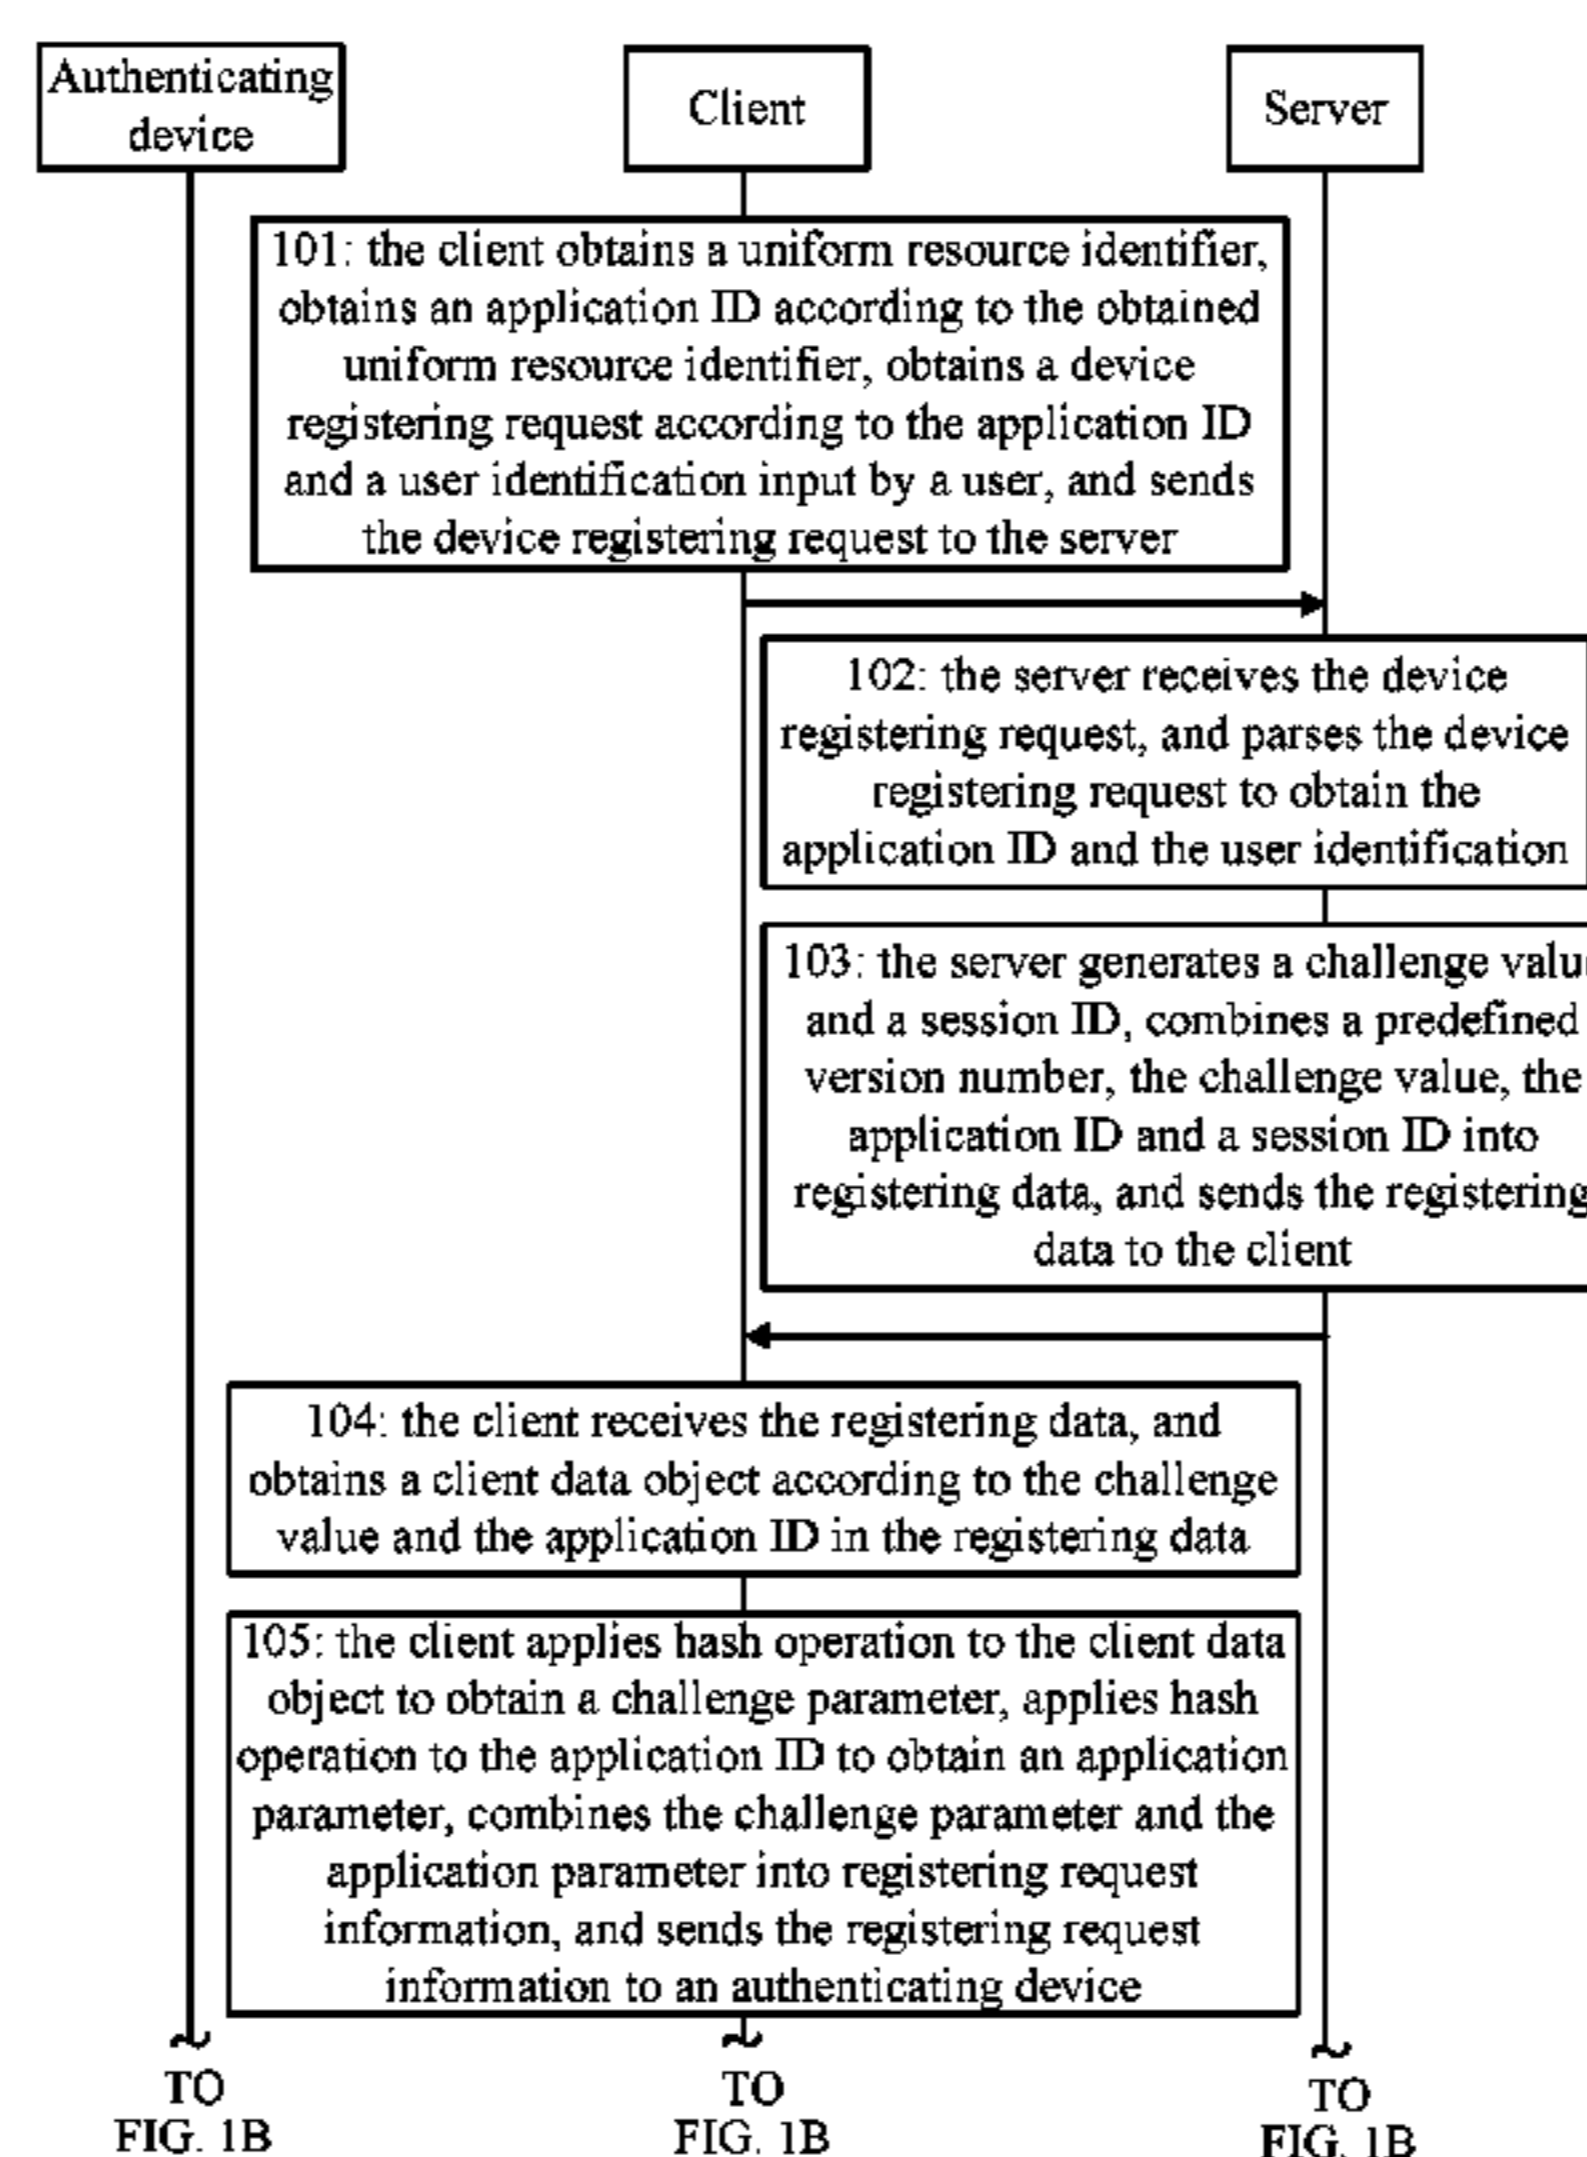 Authenticating
device
Client
Server
101: the client obtains a uniform resource identifier,
obtains an application ID according to the obtained
uniform resource identifier, obtains a device
registering request according to the application ID
and a user identification input by a user, and sends
the device registering request to the server
102: the server receives the device
registering request, and parses the device
registering request to obtain the
application ID and the user identification
103: the server generates a challenge valu
and a session ID, combines a predefined
version number, the challenge value, the
application ID and a session ID into
registering data, and sends the registering
data to the client
104: the client receives the registering data, and
obtains a client data object according to the challenge
value and the application ID in the registering data
105: the client applies hash operation to the client data
object to obtain a challenge parameter, applies hash
operation to the application ID to obtain an application
parameter, combines the challenge parameter and the
application parameter into registering request
information, and sends the registering request
information to an authenticating device
TO
FIG. 1B
TO
FIG. 1B
TO
FIG. 1B